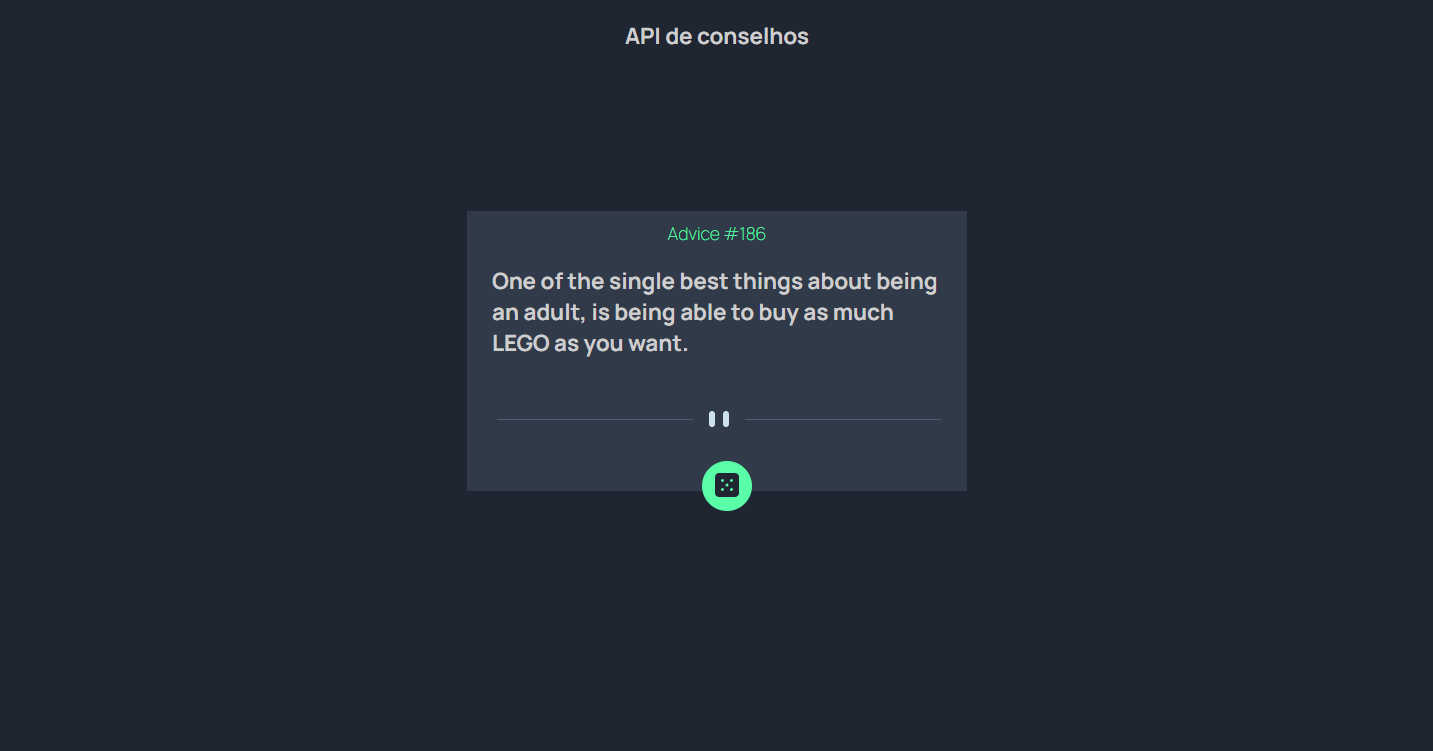 API de conselhos
Advice #186
One of the single best things about being
an adult, is being able to buy as much
LEGO as you want.